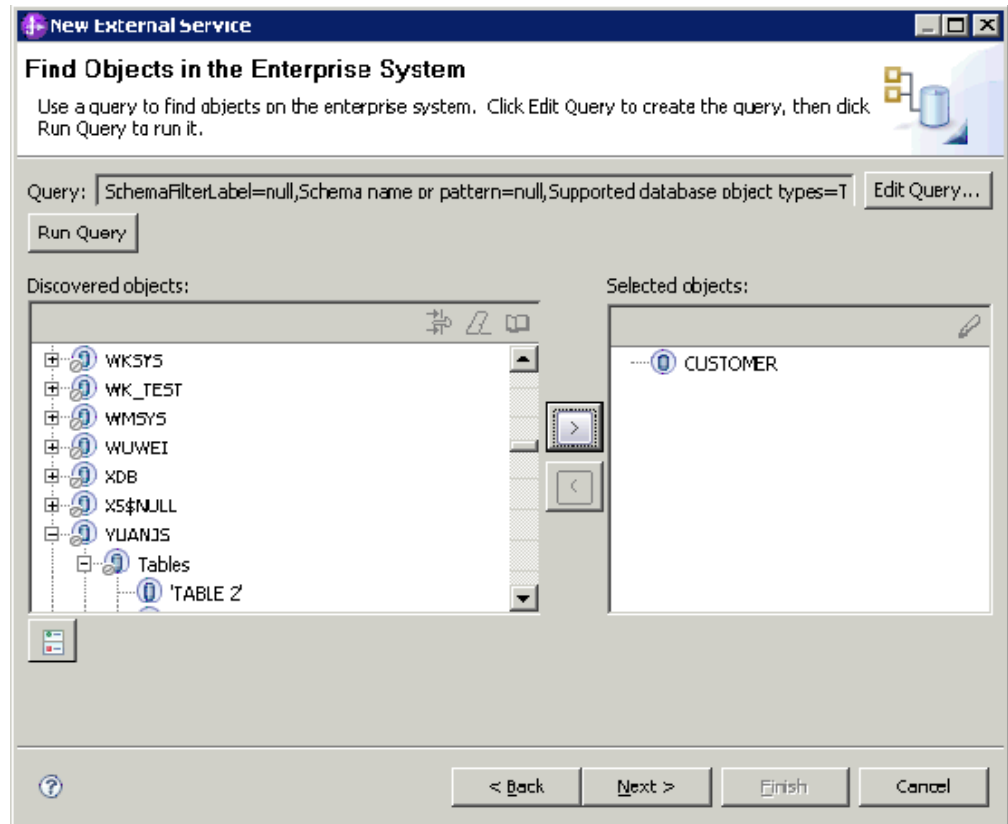 New External Service
Find Objects in the Enterprise System
Use a query to find objects on the enterprise system. Click Edit Query to create the query, then click
Run Query to run it.
Query: SchemaFilterLabel=null,Schema name or pattern=null,Supported database object types=T
Edit Query...
Run Query
Discovered objects:
WKSYS
WK_TEST
WMSYS
WUWEI
XDB
XS$NULL
YUANJS
Tables
'TABLE 2'
Selected objects:
CUSTOMER
>
<
?
< Back
Next >
Finish
Cancel